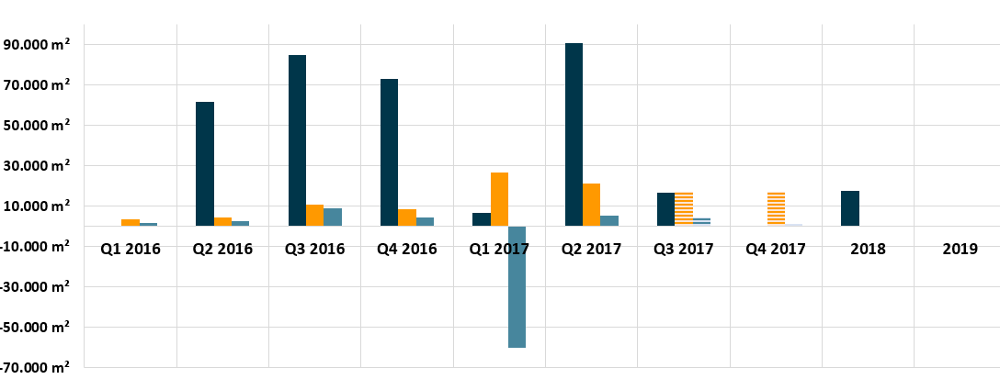 90.000 m²
70.000 m²
50.000 m²
30.000 m²
10.000 m²
-10.000 m²
-30.000 m²
-50.000 m²
-70.000 m²
Q1 2016 Q2 2016 Q3 2016 Q4 2016 Q1 2017 Q2 2017 Q3 2017 Q4 2017 2018 2019